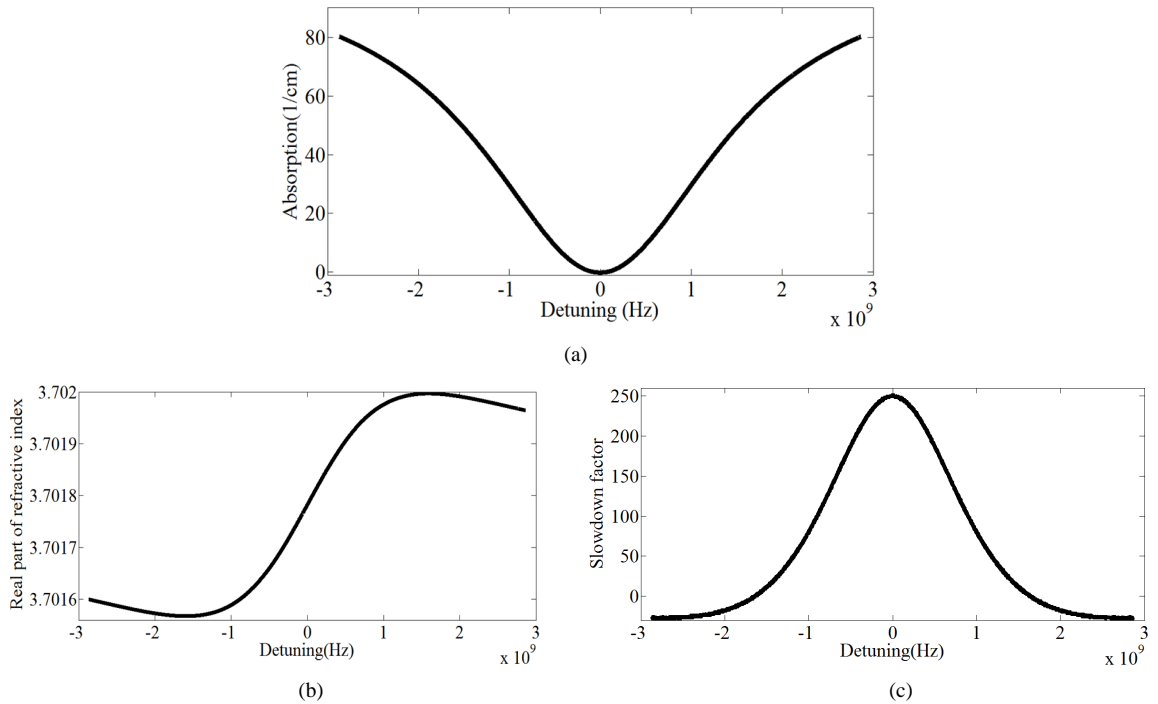 80
60
40
20
0
Absorption(1/cm)
-3 -2 -1 0 1 2 3
Detuning (Hz)
x 10^9
(a)
3.702
3.7019
3.7018
3.7017
3.7016
Real part of refractive index
-3 -2 -1 0 1 2 3
Detuning(Hz)
x 10^9
(b)
250
200
150
100
50
0
Slowdown factor
-3 -2 -1 0 1 2 3
Detuning(Hz)
x 10^9
(c)